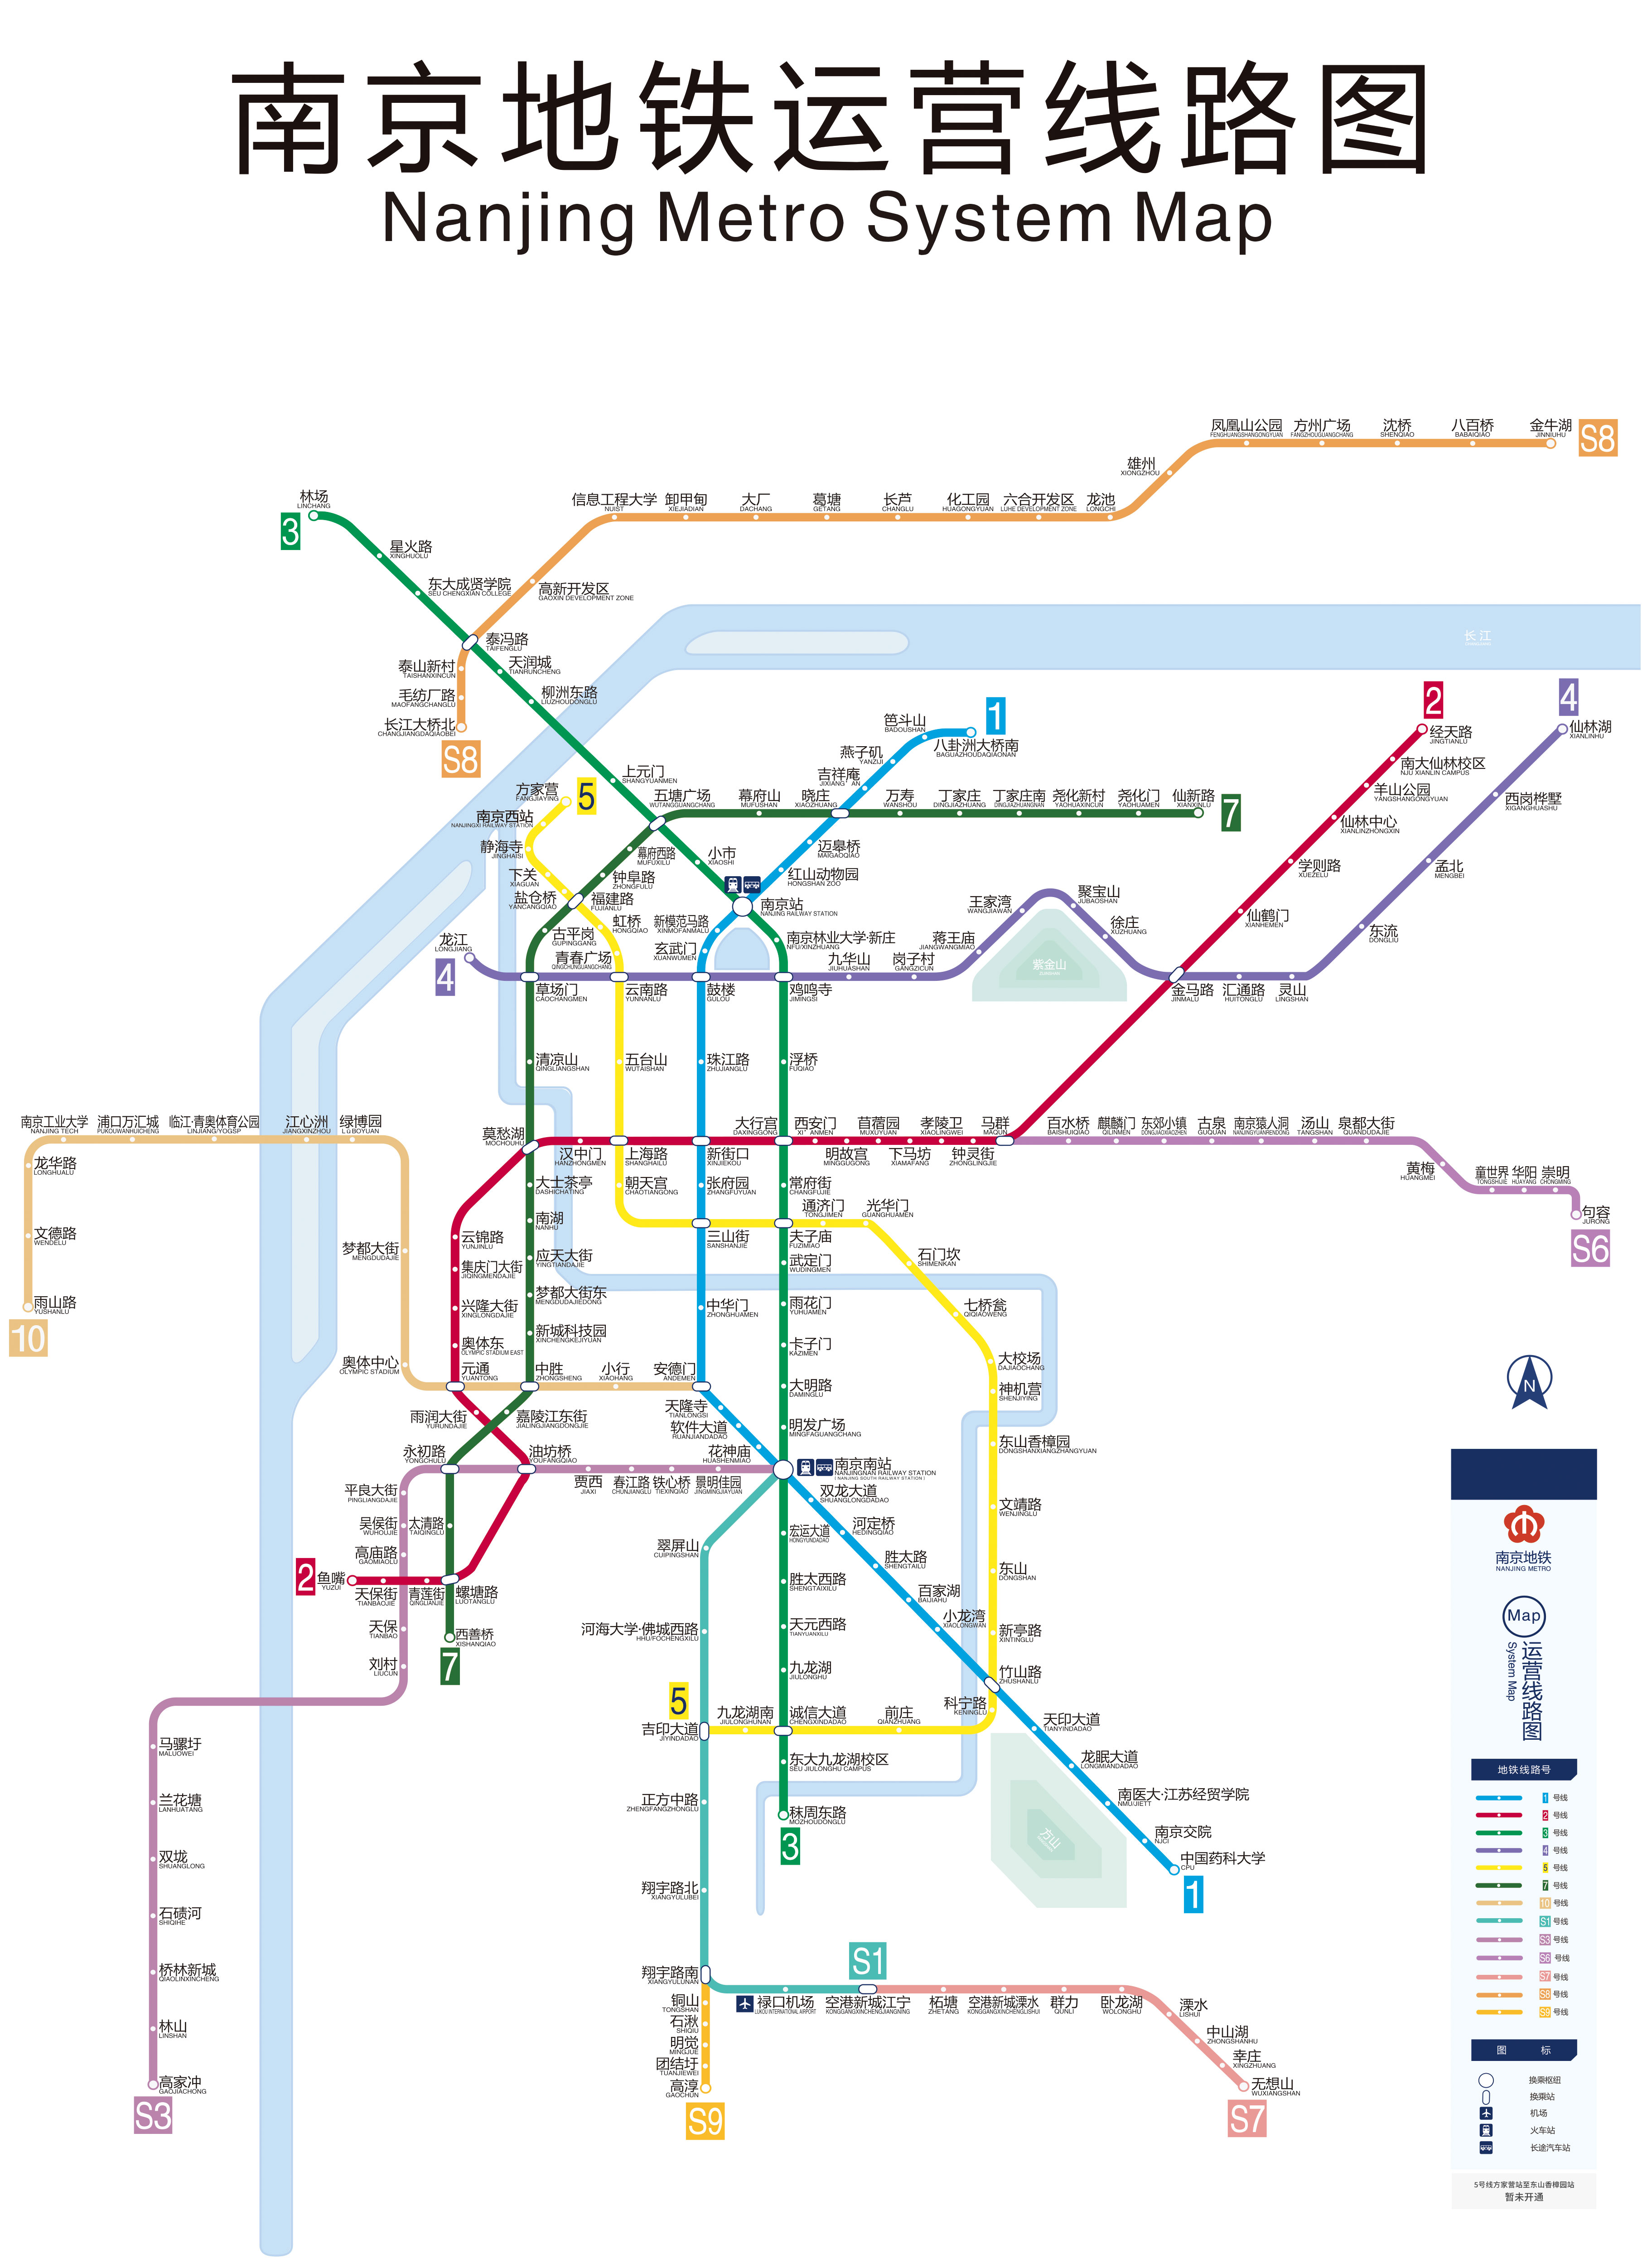 南京地铁运营线路图
Nanjing Metro System Map
凤凰山公园
FENGHUANGSHANGONGYUAN
方州广场
FANGZHOUGUANGCHANG
沈桥
SHENQIAO
八百桥
BABAIQIAO
金牛湖
JINNIUHU
S8
雄州
XIONGZHOU
林场
LINCHANG
3
信息工程大学
NUIST
卸甲甸
XIEJIADIAN
大厂
DACHANG
葛塘
GETANG
长芦
CHANGLU
化工园
HUAGONGYUAN
六合开发区
LUHE DEVELOPMENT ZONE
龙池
LONGCHI
星火路
XINGHUOLU
东大成贤学院
SEU CHENGXIAN COLLEGE
高新开发区
GAOXIN DEVELOPMENT ZONE
泰冯路
TAIFENGLU
长江
泰山新村
TAISHANXINCUN
天润城
TIANRUNCHENG
毛纺厂路
MAOFANGCHANGLU
柳洲东路
LIUZHOUDONGLU
长江大桥北
CHANGJIANGDAQIAOBEI
S8
笆斗山
BADOUSHAN
1
八卦洲大桥南
BAGUAZHOUDAQIAONAN
2
经天路
JINGTIANLU
4
仙林湖
XIANLINHU
燕子矶
YANZIJI
吉祥庵
JIXIANG' AN
上元门
SHANGYUANMEN
南大仙林校区
NJU XIANLIN CAMPUS
方家营
FANGJIAYING
5
五塘广场
WUTANGGUANGCHANG
幕府山
MUFUSHAN
晓庄
XIAOZHUANG
万寿
WANSHOU
丁家庄
DINGJIAZHUANG
丁家庄南
DINGJIAZHUANGNAN
尧化新村
YAOHUAXINCUN
尧化门
YAOHUAMEN
仙新路
XIANXINLU
7
羊山公园
YANGSHANGONGYUAN
西岗桦墅
XIGANGHUASHU
南京西站
NANJINGXI RAILWAY STATION
仙林中心
XIANLINZHONGXIN
静海寺
JINGHAISI
幕府西路
MUFUXILU
小市
XIAOSHI
迈皋桥
MAIGAOQIAO
学则路
XUEZELU
孟北
MENGBEI
下关
XIAGUAN
钟阜路
ZHONGFULU
红山动物园
HONGSHAN ZOO
盐仓桥
YANCANGQIAO
福建路
FUJIANLU
南京站
NANJING RAILWAY STATION
王家湾
WANGJIAWAN
聚宝山
JUBAOSHAN
仙鹤门
XIANHEMEN
虹桥
HONGQIAO
新模范马路
XINMOFANMALU
徐庄
XUZHUANG
东流
DONGLIU
龙江
LONGJIANG
4
古平岗
GUPINGGANG
玄武门
XUANWUMEN
南京林业大学·新庄
NFU/XINZHUANG
蒋王庙
JIANGWANGMIAO
青春广场
QINGCHUNGUANGCHANG
九华山
JIUHUASHAN
岗子村
GANGZICUN
紫金山
草场门
CAOCHANGMEN
云南路
YUNNANLU
鼓楼
GULOU
鸡鸣寺
JIMINGSI
金马路
JINMALU
汇通路
HUITONGLU
灵山
LINGSHAN
清凉山
QINGLIANGSHAN
五台山
WUTAISHAN
珠江路
ZHUJIANGLU
浮桥
FUQIAO
南京工业大学
NANJING TECH
浦口万汇城
PUKOUWANHUICHENG
临江·青奥体育公园
LINJIANG/YOGSP
江心洲
JIANGXINZHOU
绿博园
LÜBOYUAN
莫愁湖
MOCHOUHU
大行宫
DAXINGGONG
西安门
XI' ANMEN
苜蓿园
MUXUYUAN
孝陵卫
XIAOLINGWEI
马群
MAQUN
百水桥
BAISHUIQIAO
麒麟门
QILINMEN
东郊小镇
DONGJIAOXIAOZHEN
古泉
GUQUAN
南京猿人洞
NANJINGYUANRENDONG
汤山
TANGSHAN
泉都大街
QUANDUDAJIE
汉中门
HANZHONGMEN
上海路
SHANGHAILU
新街口
XINJIEKOU
明故宫
MINGGUGONG
下马坊
XIAMAFANG
钟灵街
ZHONGLINGJIE
龙华路
LONGHUALU
黄梅
HUANGMEI
童世界
TONGSHIJIE
华阳
HUAYANG
崇明
CHONGMING
大士茶亭
DASHICHATING
朝天宫
CHAOTIANGONG
张府园
ZHANGFUYUAN
常府街
CHANGFUJIE
通济门
TONGJIMEN
光华门
GUANGHUAMEN
句容
JURONG
S6
文德路
WENDELU
南湖
NANHU
云锦路
YUNJINLU
三山街
SANSHANJIE
夫子庙
FUZIMIAO
梦都大街
MENGDUDAJIE
应天大街
YINGTIANDAJIE
武定门
WUDINGMEN
石门坎
SHIMENKAN
集庆门大街
JIQINGMENDAJIE
雨山路
YUSHANLU
10
梦都大街东
MENGDUDAJIEDONG
兴隆大街
XINGLONGDAJIE
中华门
ZHONGHUAMEN
雨花门
YUHUAMEN
七桥瓮
QIQIAOWENG
新城科技园
XINCHENGKEJIYUAN
奥体东
OLYMPIC STADIUM EAST
卡子门
KAZIMEN
奥体中心
OLYMPIC STADIUM
元通
YUANTONG
中胜
ZHONGSHENG
小行
XIAOHANG
安德门
ANDEMEN
大校场
DAJIAOCHANG
大明路
DAMINGLU
神机营
SHENJIYING
N
雨润大街
YURUNDAJIE
嘉陵江东街
JIALINGJIANGDONGJIE
天隆寺
TIANLONGSI
软件大道
RUANJIANDADAO
明发广场
MINGFAGUANGCHANG
东山香樟园
DONGSHANXIANGZHANGYUAN
永初路
YONGCHULU
油坊桥
YOUFANGQIAO
花神庙
HUASHENMIAO
南京南站
NANJINGNAN RAILWAY STATION
( NANJING SOUTH RAILWAY STATION )
贾西
JIAXI
春江路
CHUNJIANGLU
铁心桥
TIEXINQIAO
景明佳园
JINGMINGJIAYUAN
平良大街
PINGLIANGDAJIE
双龙大道
SHUANGLONGDADAO
文靖路
WENJINGLU
吴侯街
WUHOUJIE
太清路
TAIQINGLU
宏运大道
HONGYUNDADAO
河定桥
HEDINGQIAO
翠屏山
CUIPINGSHAN
高庙路
GAOMIAOLU
胜太路
SHENGTAILU
东山
DONGSHAN
2
鱼嘴
YUZUI
天保街
TIANBAOJIE
青莲街
QINGLIANJIE
螺塘路
LUOTANGLU
胜太西路
SHENGTAIXILU
百家湖
BAIJIAHU
南京地铁
NANJING METRO
天保
TIANBAO
西善桥
XISHANQIAO
7
河海大学·佛城西路
HHU/FOCHENGXILU
天元西路
TIANYUANXILU
小龙湾
XIAOLONGWAN
新亭路
XINTINGLU
Map
运营线路图
System Map
刘村
LIUCUN
九龙湖
JIULONGHU
竹山路
ZHUSHANLU
5
吉印大道
JIYINDADAO
九龙湖南
JIULONGHUNAN
诚信大道
CHENGXINDADAO
前庄
QIANZHUANG
科宁路
KENINGLU
天印大道
TIANYINDADAO
马骡圩
MALUOWEI
东大九龙湖校区
SEU JIULONGHU CAMPUS
龙眠大道
LONGMIANDADAO
兰花塘
LANHUATANG
正方中路
ZHENGFANGZHONGLU
秣周东路
MOZHOUDONGLU
3
方山
南医大·江苏经贸学院
NMU/JIETT
南京交院
NJCI
双垅
SHUANGLONG
中国药科大学
CPU
1
翔宇路北
XIANGYULUBEI
石碛河
SHIQIHE
桥林新城
QIAOLINXINCHENG
翔宇路南
XIANGYULUNAN
S1
禄口机场
LUKOU INTERNATIONAL AIRPORT
空港新城江宁
KONGGANGXINCHENGJIANGNING
柘塘
ZHETANG
空港新城溧水
KONGGANGXINCHENGLISHUI
群力
QUNLI
卧龙湖
WOLONGHU
溧水
LISHUI
铜山
TONGSHAN
石湫
SHIQIU
明觉
MINGJUE
团结圩
TUANJIEWEI
高淳
GAOCHUN
S9
林山
LINSHAN
中山湖
ZHONGSHANHU
幸庄
XINGZHUANG
无想山
WUXIANGSHAN
S7
高家冲
GAOJIACHONG
S3
地铁线路号
1 号线
2 号线
3 号线
4 号线
5 号线
7 号线
10 号线
S1 号线
S3 号线
S6 号线
S7 号线
S8 号线
S9 号线
图 标
换乘枢纽
换乘站
机场
火车站
长途汽车站
5号线方家营站至东山香樟园站
暂未开通